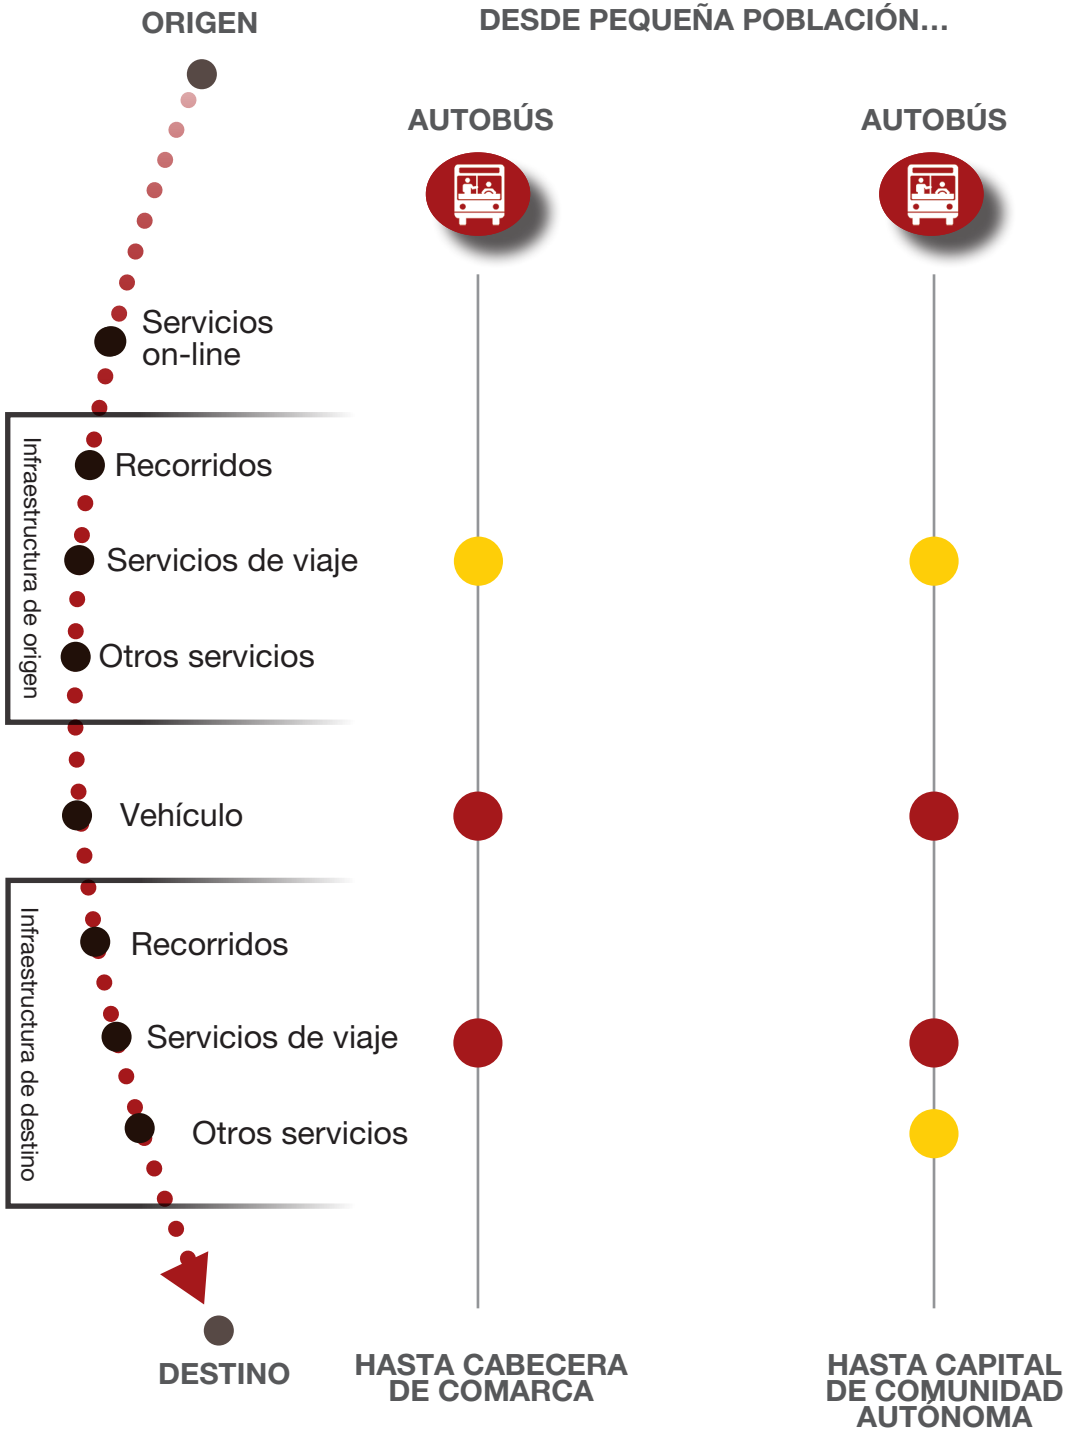 ORIGEN
DESDE PEQUEÑA POBLACIÓN...
AUTOBÚS
AUTOBÚS
Servicios
on-line
Infraestructura de origen
Recorridos
Servicios de viaje
Otros servicios
Vehículo
Infraestructura de destino
Recorridos
Servicios de viaje
Otros servicios
DESTINO
HASTA CABECERA
DE COMARCA
HASTA CAPITAL
DE COMUNIDAD
AUTÓNOMA